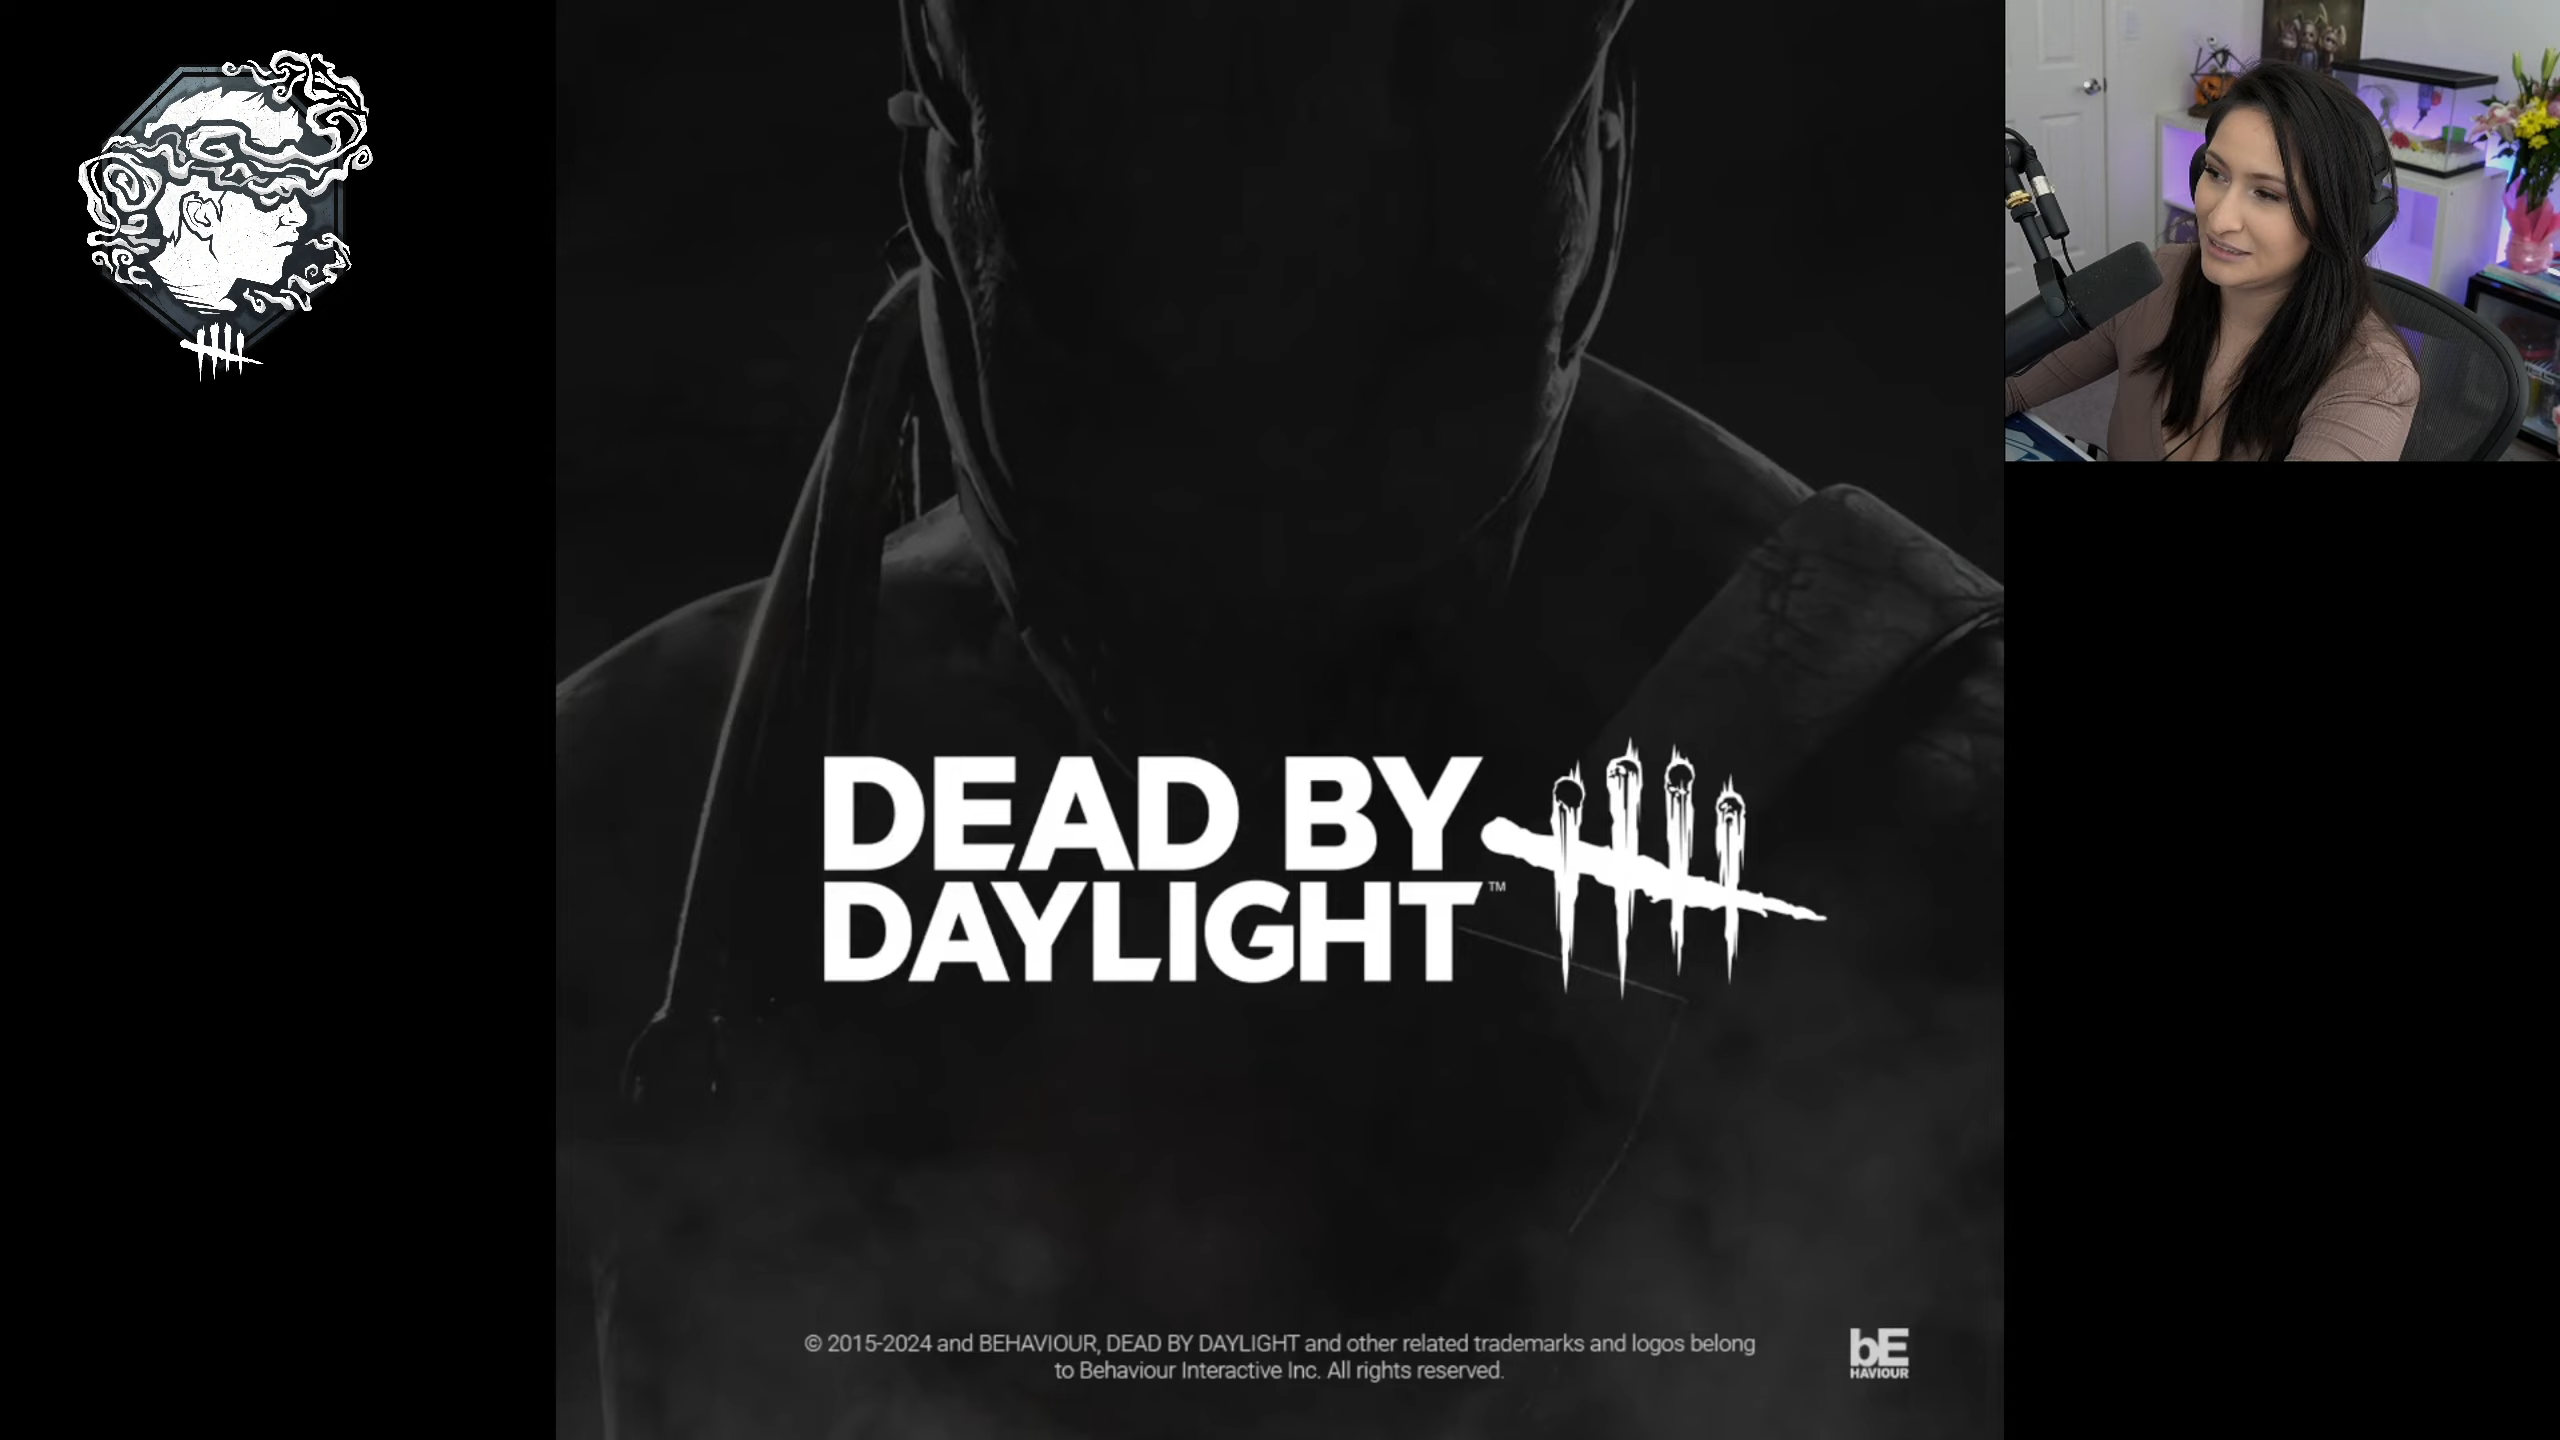 DEAD BY
DAYLIGHT™
© 2015-2024 and BEHAVIOUR, DEAD BY DAYLIGHT and other related trademarks and logos belong
to Behaviour Interactive Inc. All rights reserved.
bE
HAVIOUR